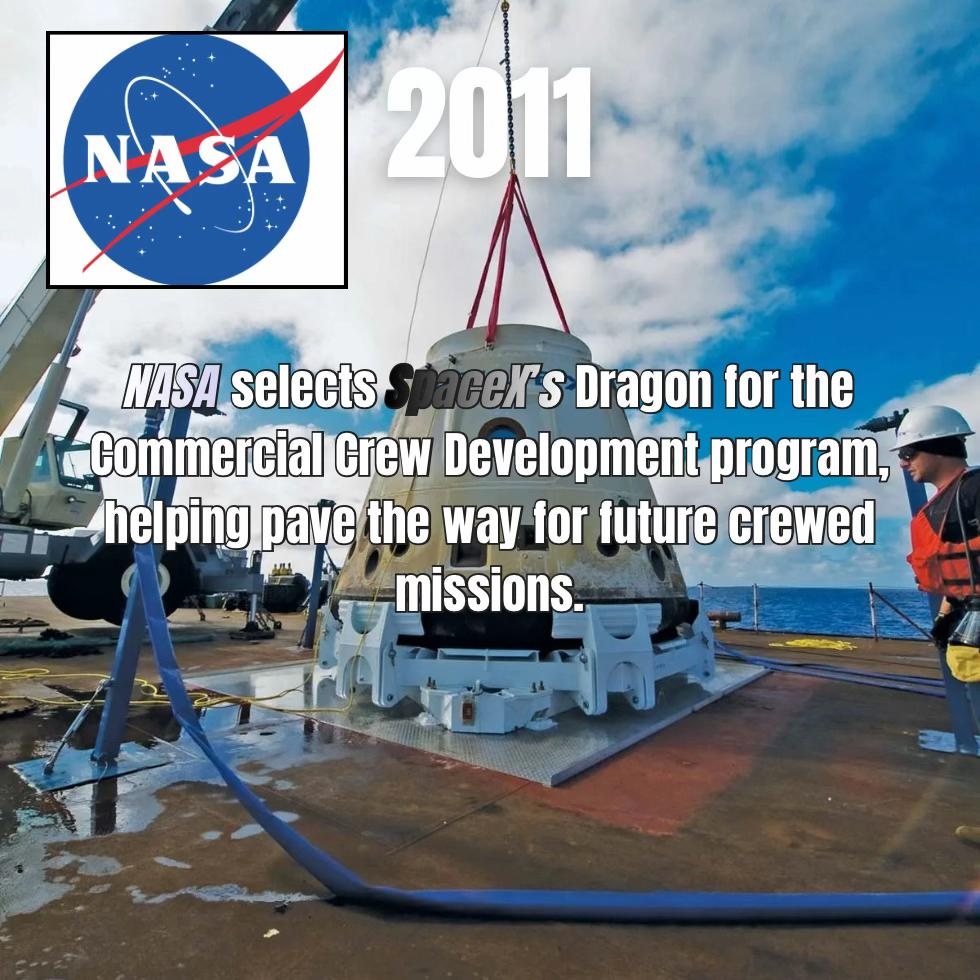 NASA
2011
NASA selects SpaceX's Dragon for the
Commercial Crew Development program,
helping pave the way for future crewed
missions.